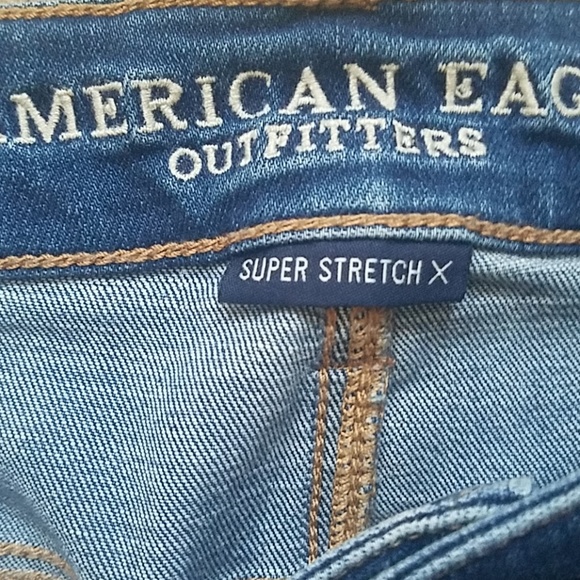 AMERICAN EAG
OUTFITTERS
SUPER STRETCH X